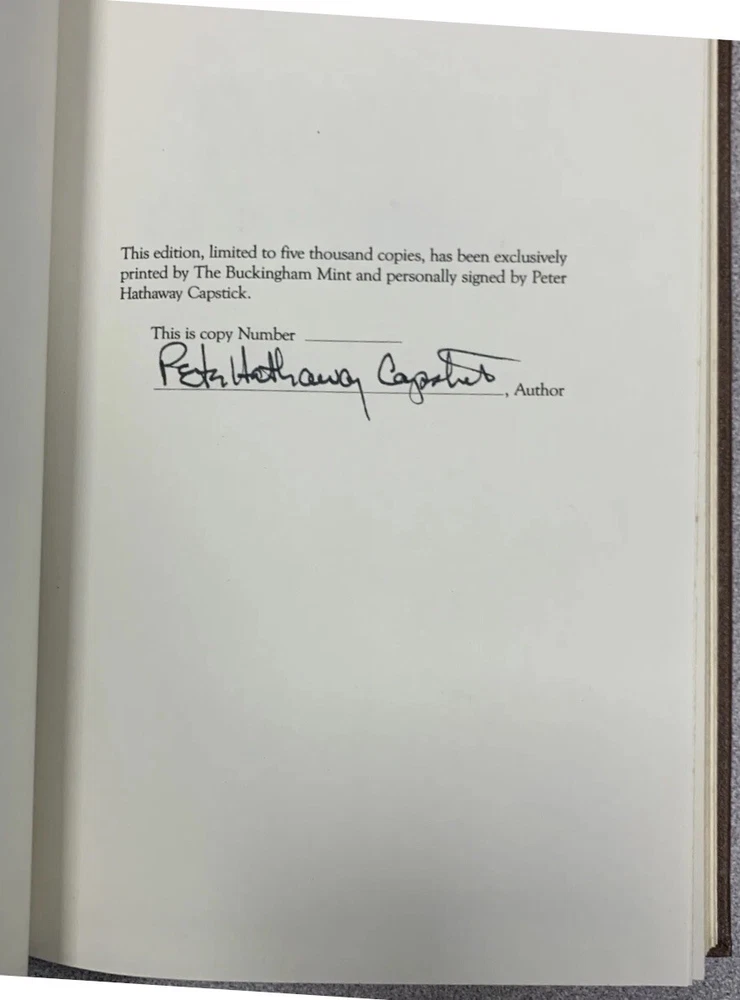 This edition, limited to five thousand copies, has been exclusively
printed by The Buckingham Mint and personally signed by Peter
Hathaway Capstick.
This is copy Number
Peter Hathaway Capstick
, Author